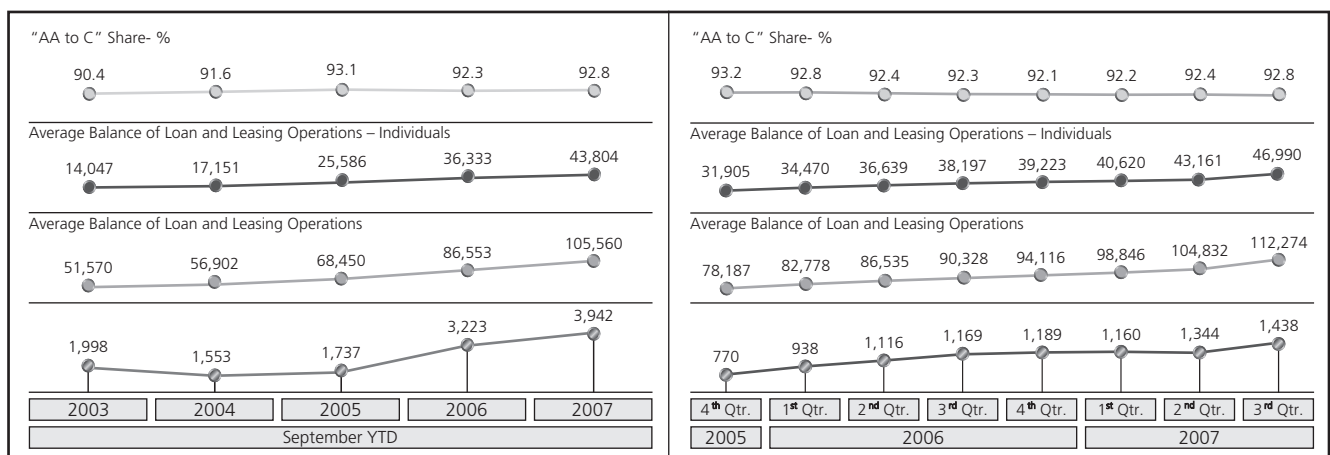 "AA to C" Share- %
90.4 91.6 93.1 92.3 92.8
Average Balance of Loan and Leasing Operations – Individuals
14,047 17,151 25,586 36,333 43,804
Average Balance of Loan and Leasing Operations
51,570 56,902 68,450 86,553 105,560
1,998 1,553 1,737 3,223 3,942
2003 2004 2005 2006 2007
September YTD
"AA to C" Share- %
93.2 92.8 92.4 92.3 92.1 92.2 92.4 92.8
Average Balance of Loan and Leasing Operations – Individuals
31,905 34,470 36,639 38,197 39,223 40,620 43,161 46,990
Average Balance of Loan and Leasing Operations
78,187 82,778 86,535 90,328 94,116 98,846 104,832 112,274
770 938 1,116 1,169 1,189 1,160 1,344 1,438
4th Qtr. 1st Qtr. 2nd Qtr. 3rd Qtr. 4th Qtr. 1st Qtr. 2nd Qtr. 3rd Qtr.
2005 2006 2007